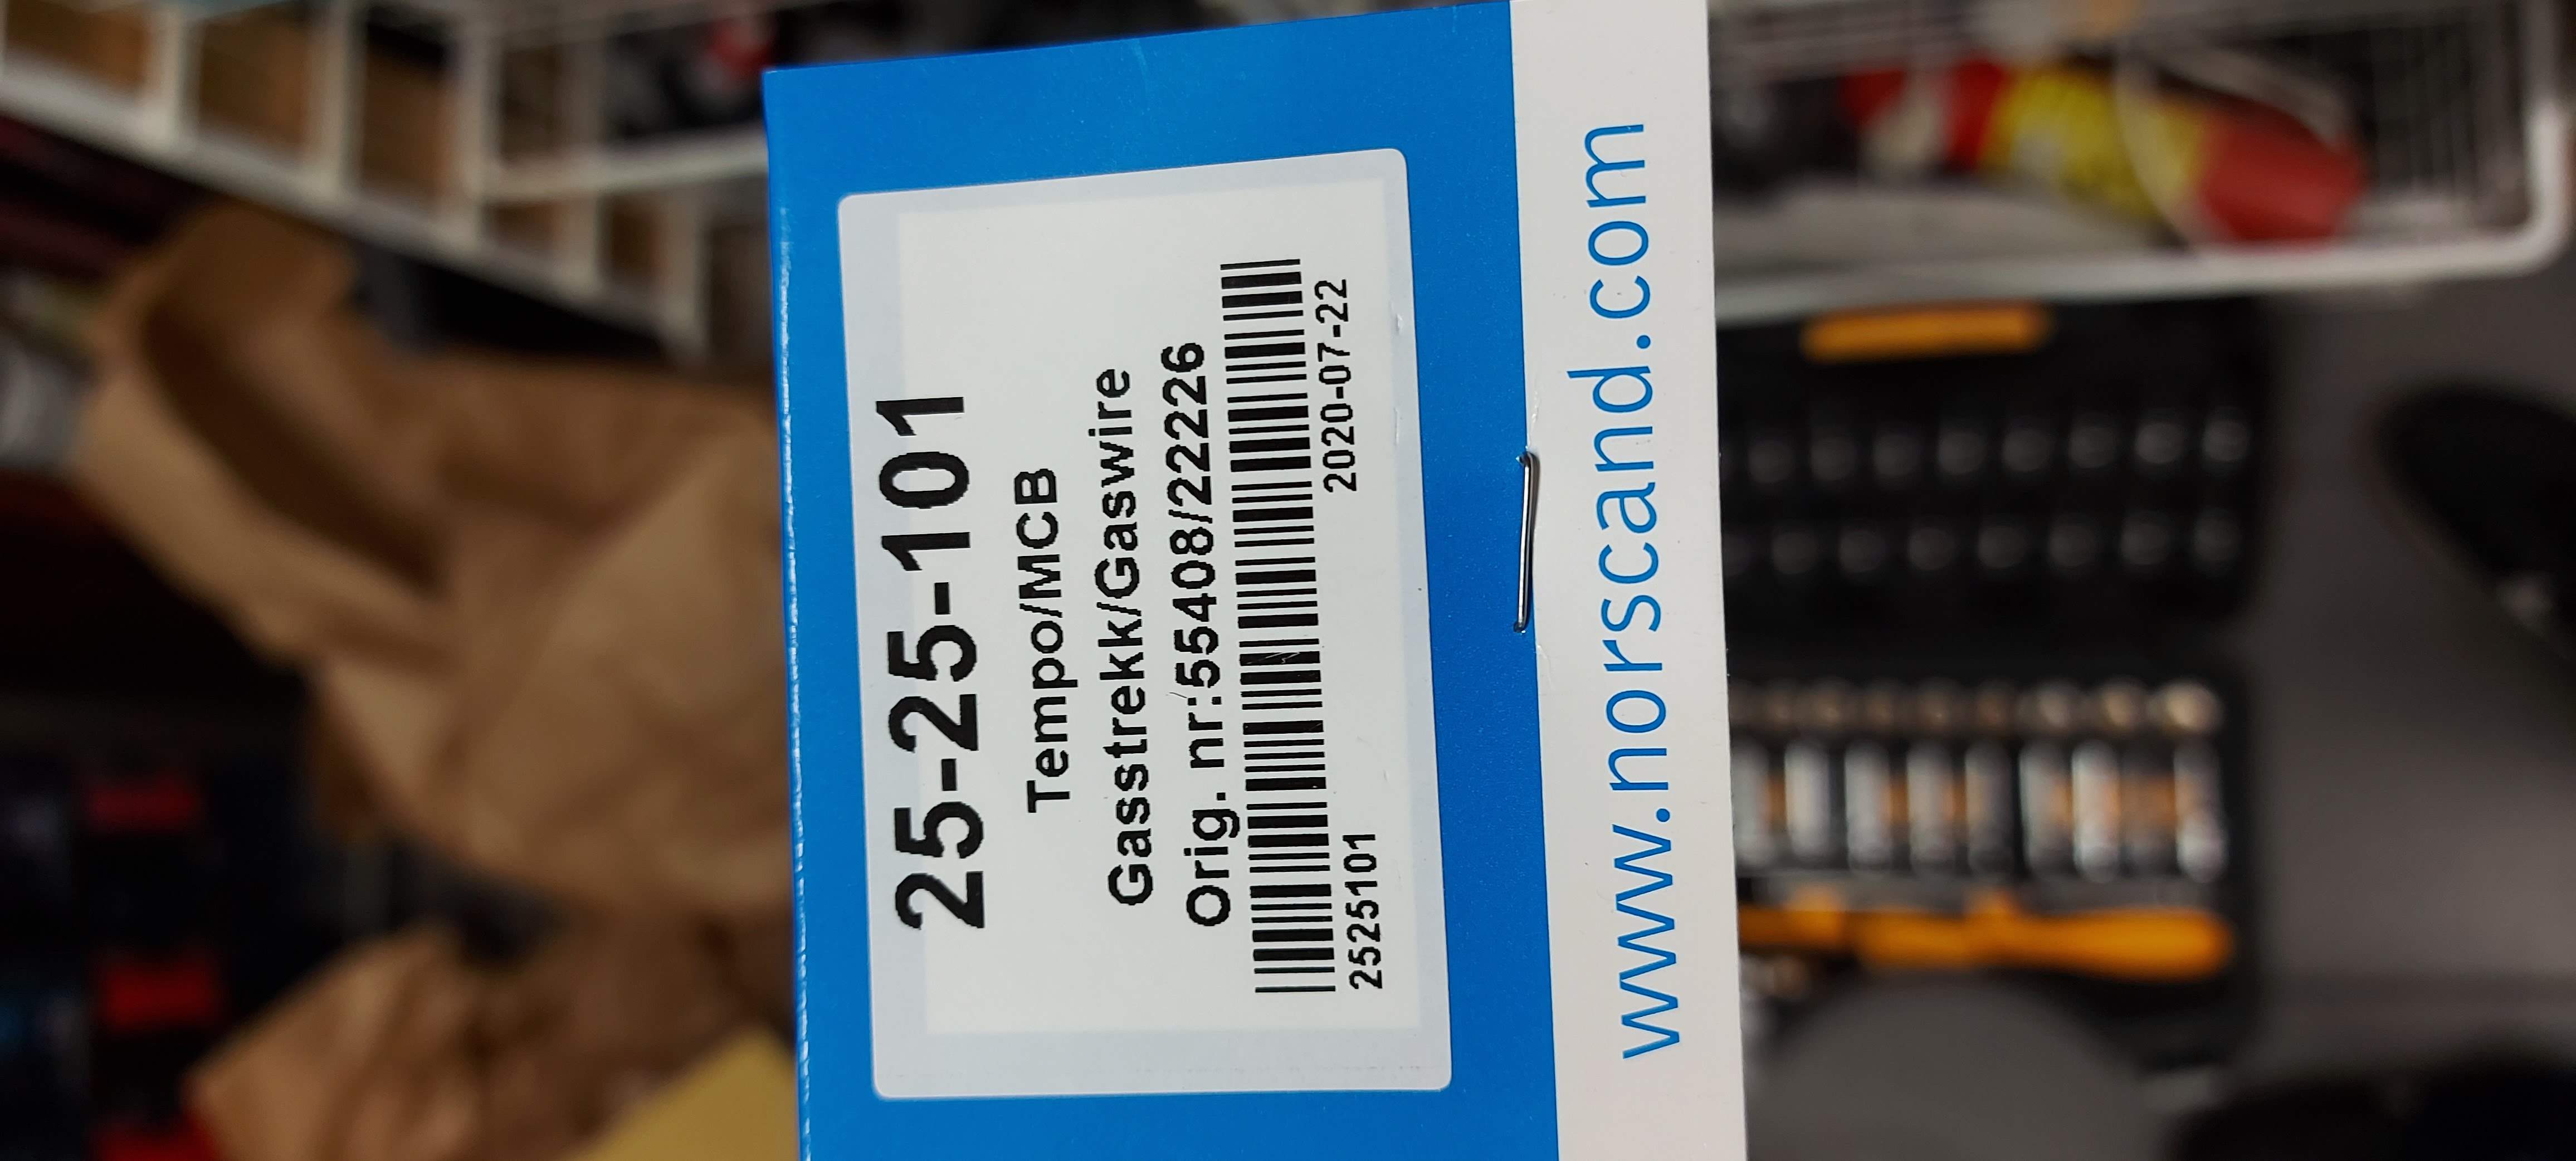 25-25-101
Tempo/MCB
Gasstrekk/Gaswire
Orig. nr:55408/22226
2525101 2020-07-22
www.norscand.com